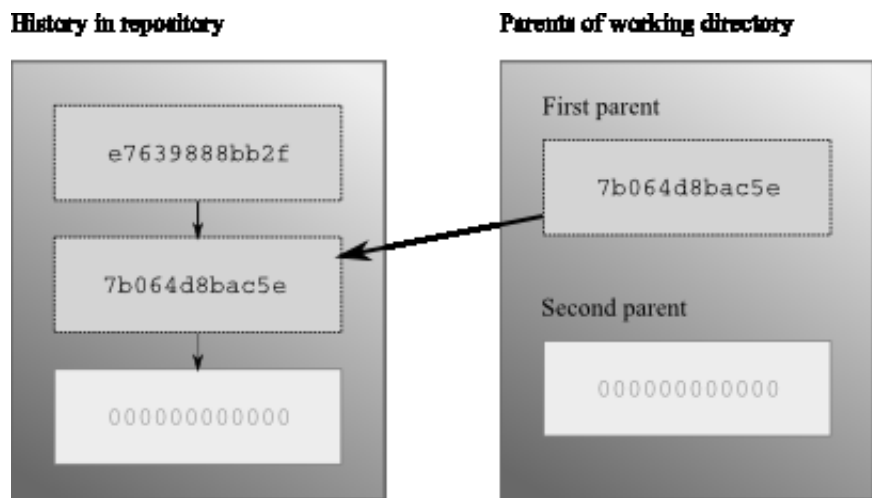 History in repository
e7639888bb2f
7b064d8bac5e
000000000000
Parents of working directory
First parent
7b064d8bac5e
Second parent
000000000000